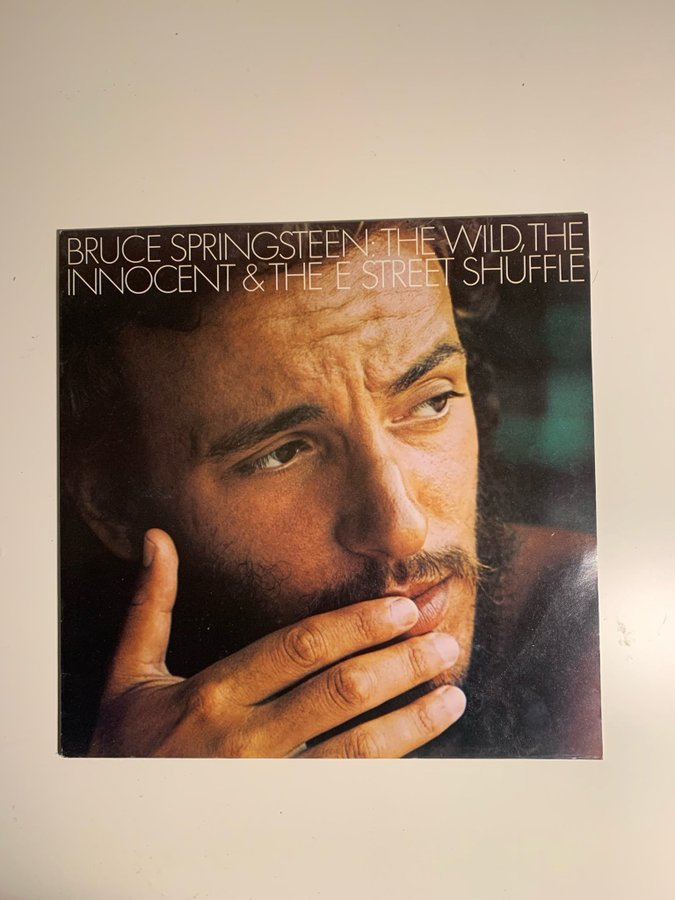 BRUCE SPRINGSTEEN: THE WILD, THE
INNOCENT & THE E STREET SHUFFLE